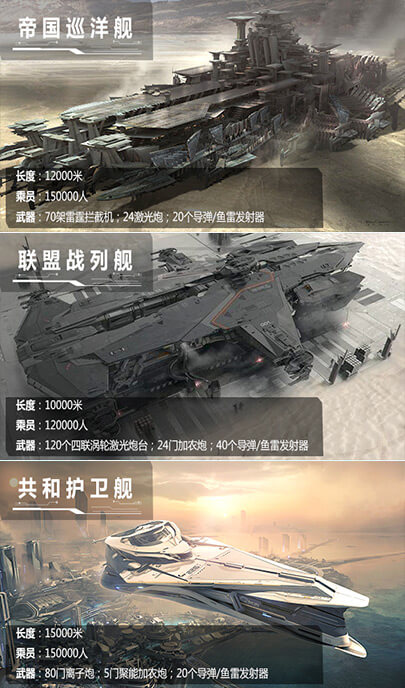 帝国巡洋舰
长度：12000米
乘员：150000人
武器：70架雷霆拦截机；24激光炮；20个导弹/鱼雷发射器
联盟战列舰
长度：10000米
乘员：120000人
武器：120个四联涡轮激光炮台；24门加农炮；40个导弹/鱼雷发射器
共和护卫舰
长度：15000米
乘员：150000人
武器：80门离子炮；5门聚能加农炮；20个导弹/鱼雷发射器